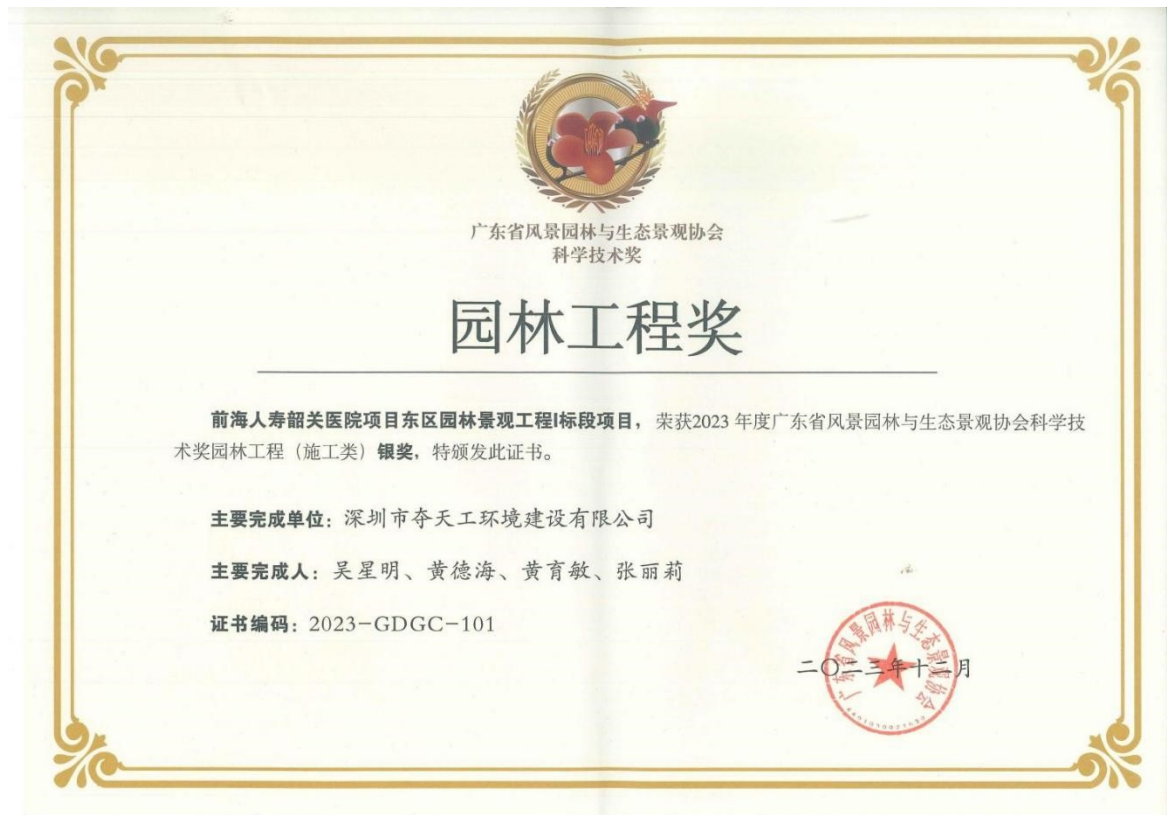 广东省风景园林与生态景观协会
科学技术奖
园林工程奖
前海人寿韶关医院项目东区园林景观工程I标段项目，荣获2023 年度广东省风景园林与生态景观协会科学技
术奖园林工程（施工类）银奖，特颁发此证书。
主要完成单位：深圳市夺天工环境建设有限公司
主要完成人：吴星明、黄德海、黄育敏、张丽莉
证书编码：2023-GDGC-101
广东省风景园林与生态景观协会
二〇二三年十二月